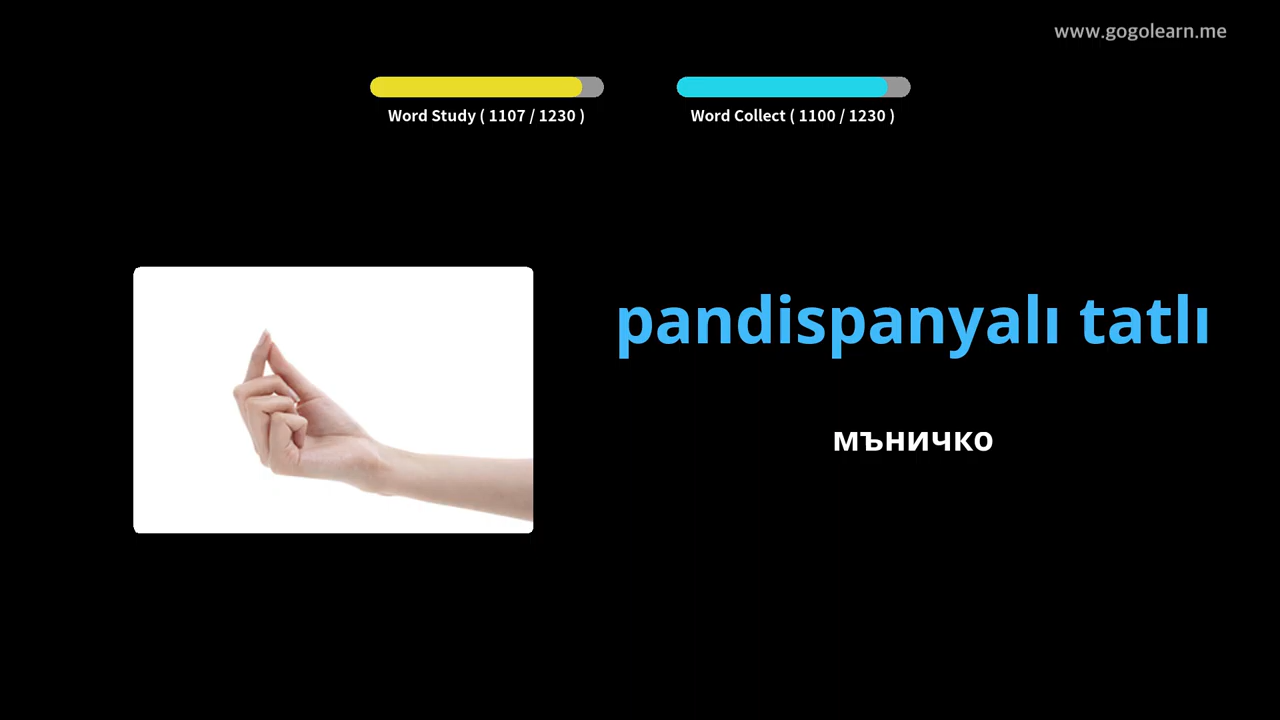 www.gogolearn.me
Word Study ( 1107 / 1230 )
Word Collect ( 1100 / 1230 )
pandispanyalı tatlı
мъничко